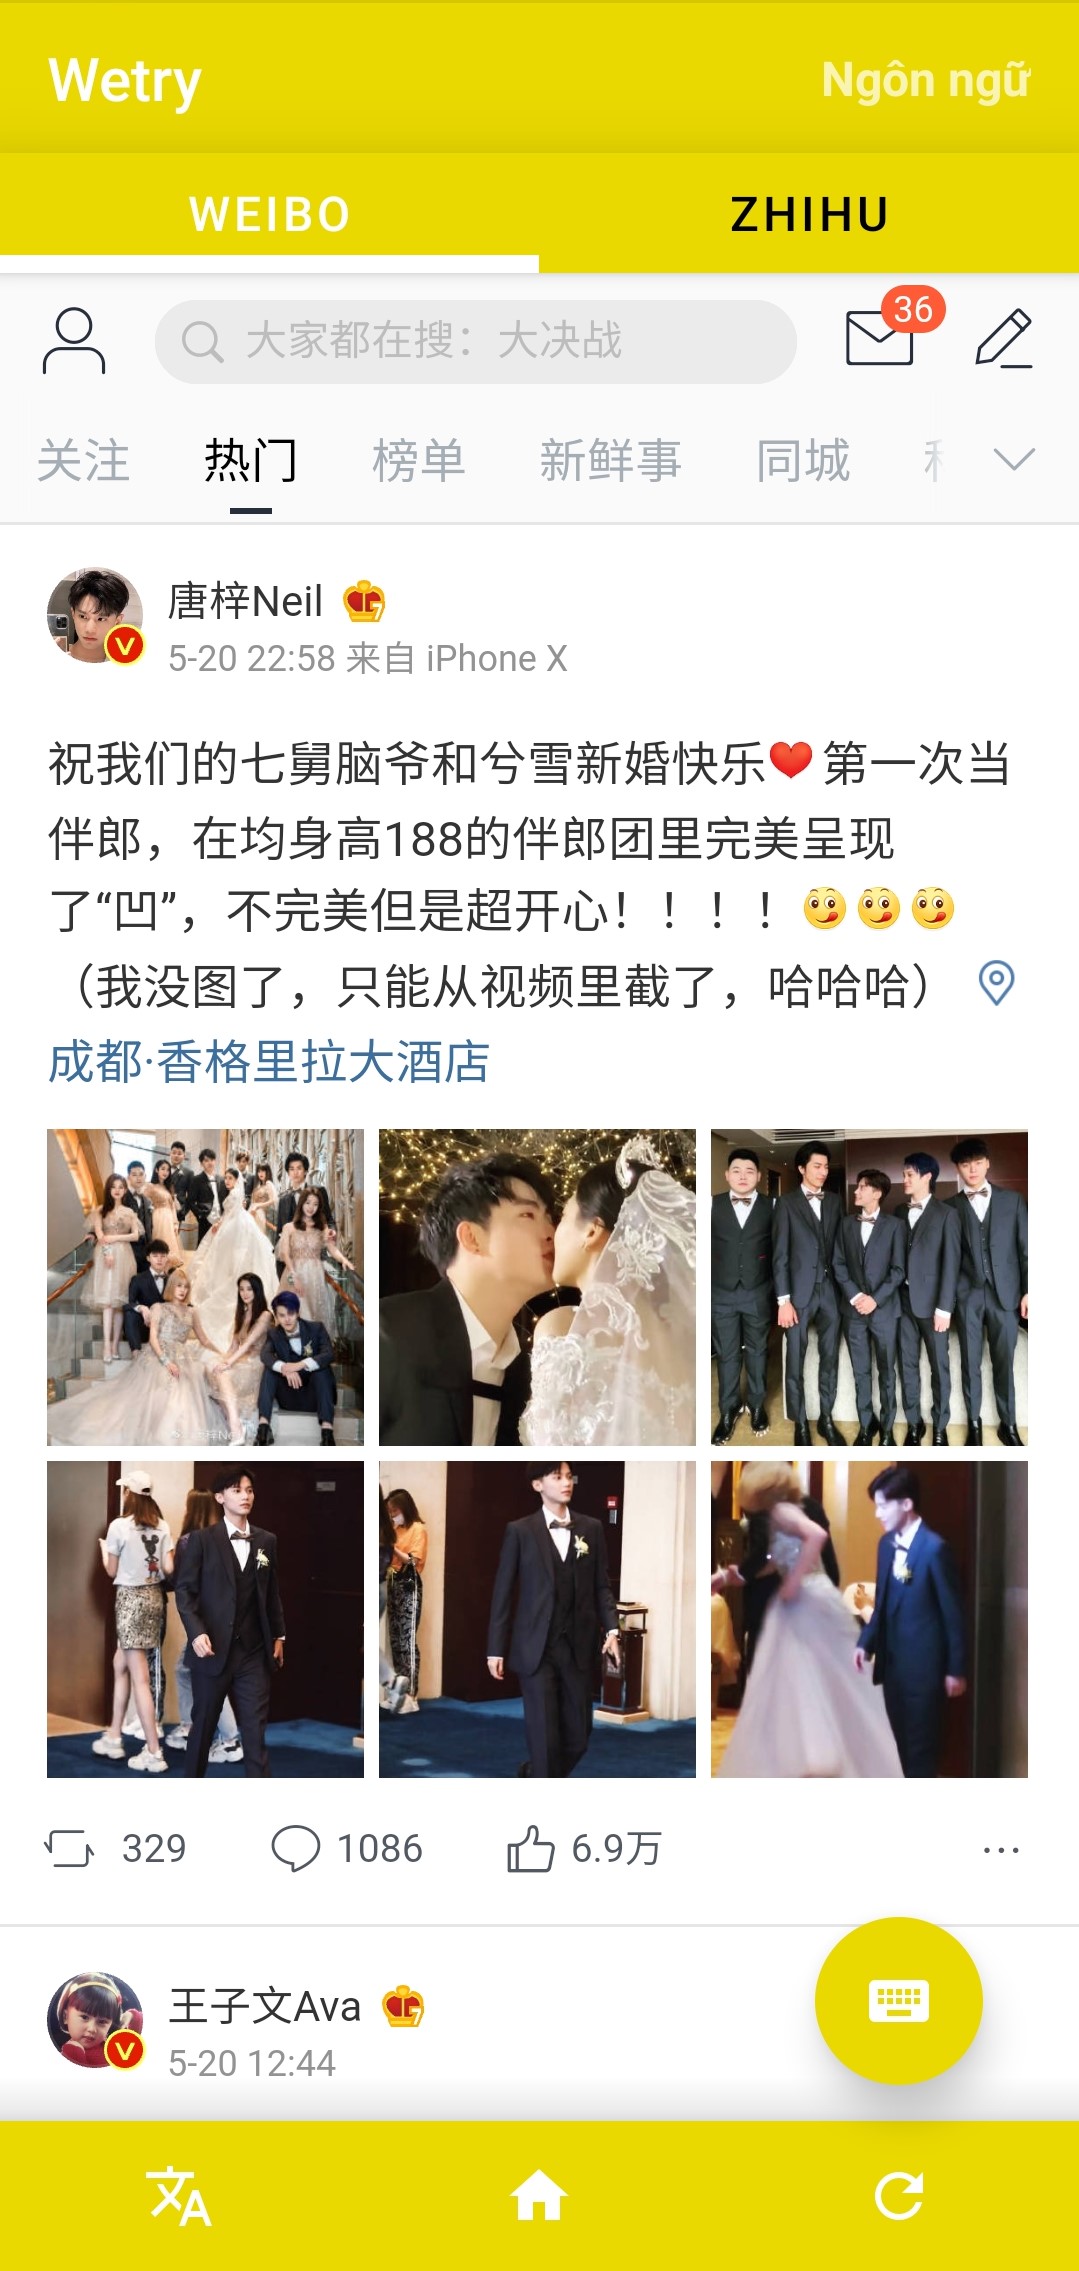 Wetry
Ngôn ngữ
WEIBO
ZHIHU
大家都在搜：大决战
36
关注
热门
榜单
新鲜事
同城
唐梓Neil
5-20 22:58 来自 iPhone X
祝我们的七舅脑爷和兮雪新婚快乐❤️第一次当
伴郎，在均身高188的伴郎团里完美呈现
了“凹”，不完美但是超开心！！！！😋😋😋
（我没图了，只能从视频里截了，哈哈哈）
成都·香格里拉大酒店
329
1086
6.9万
...
王子文Ava
5-20 12:44